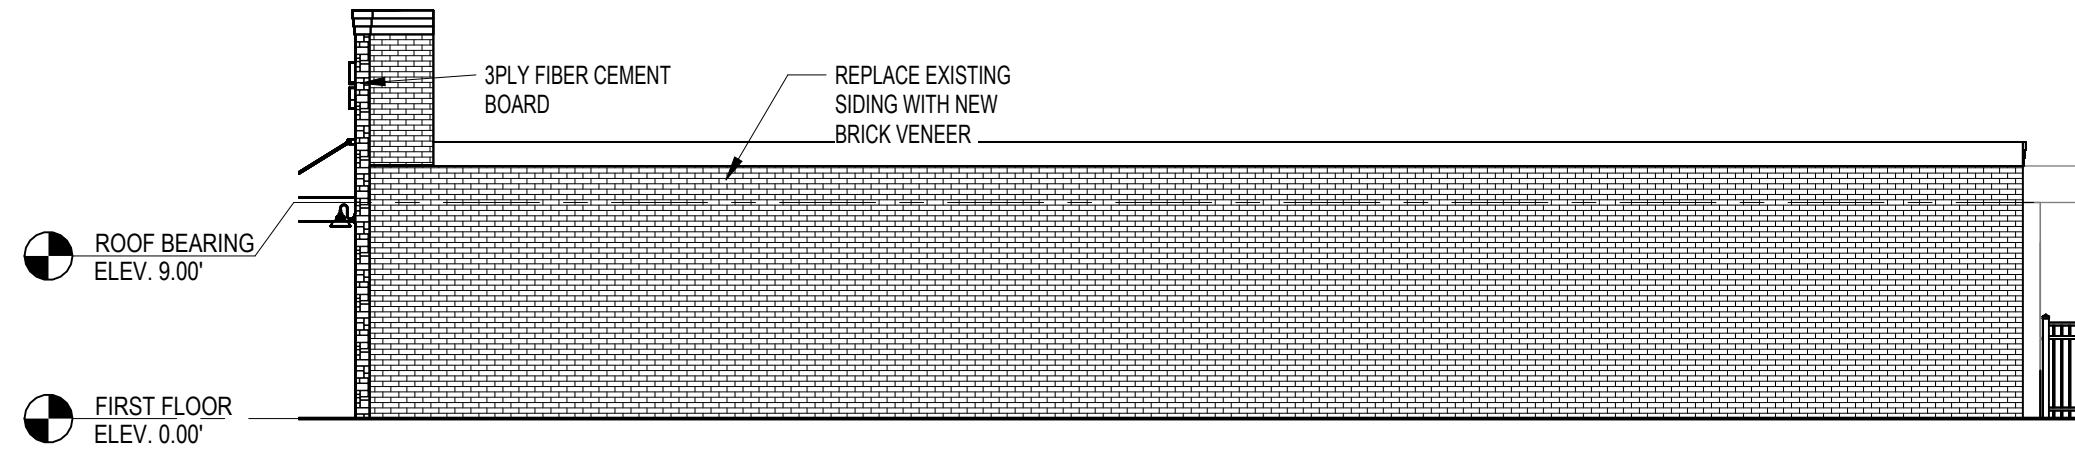 3PLY FIBER CEMENT
BOARD
REPLACE EXISTING
SIDING WITH NEW
BRICK VENEER
ROOF BEARING
ELEV. 9.00'
FIRST FLOOR
ELEV. 0.00'